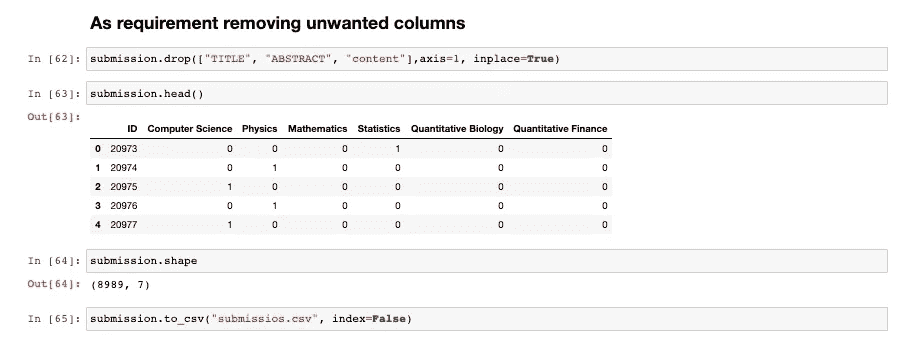 As requirement removing unwanted columns
In [62]: submission.drop(["TITLE", "ABSTRACT", "content"],axis=1, inplace=True)
In [63]: submission.head()
Out[63]:
ID Computer Science Physics Mathematics Statistics Quantitative Biology Quantitative Finance
0 20973 0 0 0 1 0 0
1 20974 0 1 0 0 0 0
2 20975 1 0 0 0 0 0
3 20976 0 1 0 0 0 0
4 20977 1 0 0 0 0 0
In [64]: submission.shape
Out[64]: (8989, 7)
In [65]: submission.to_csv("submissios.csv", index=False)